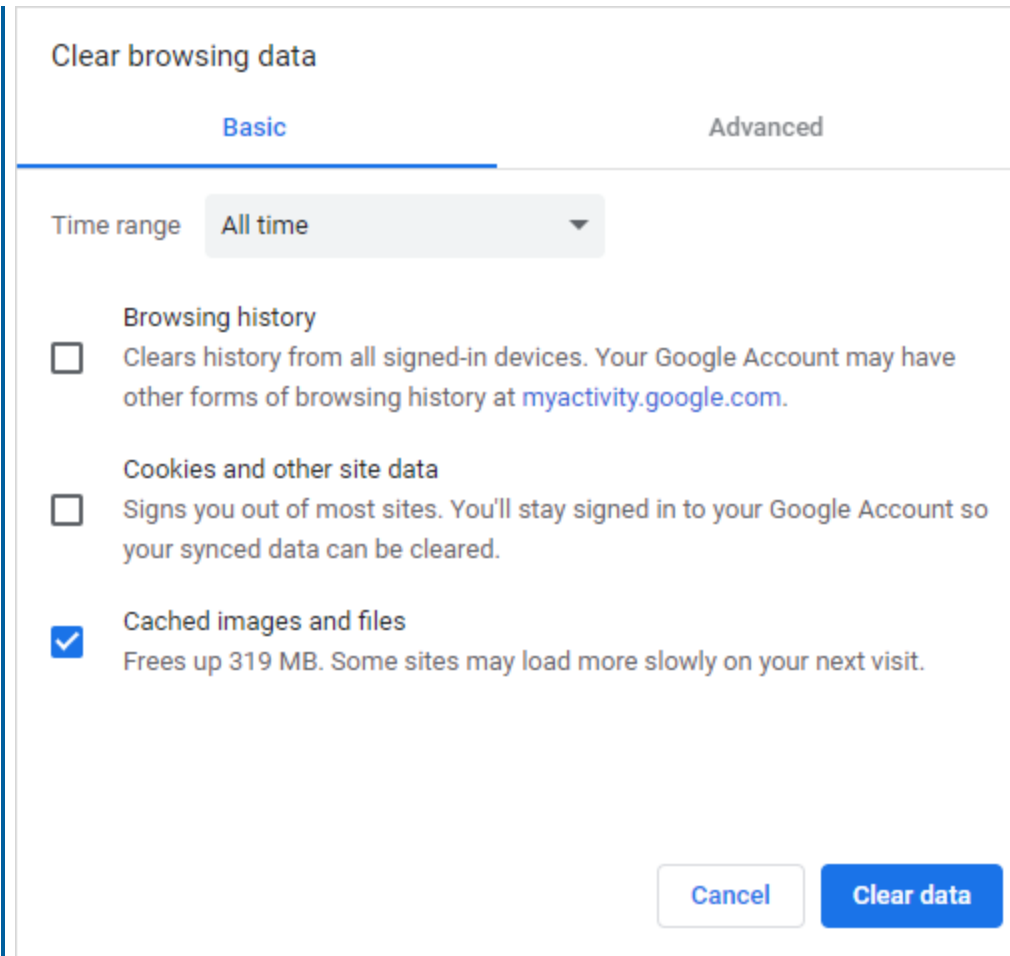 Clear browsing data
Basic
Advanced
Time range
All time
Browsing history
Clears history from all signed-in devices. Your Google Account may have
other forms of browsing history at myactivity.google.com.
Cookies and other site data
Signs you out of most sites. You'll stay signed in to your Google Account so
your synced data can be cleared.
Cached images and files
Frees up 319 MB. Some sites may load more slowly on your next visit.
Cancel
Clear data